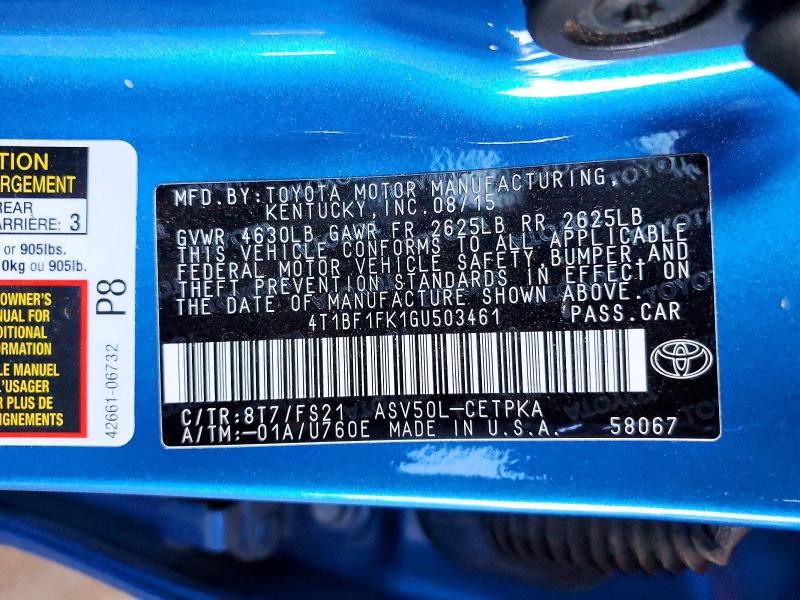 TION
ARGEMENT
REAR
ARRIÈRE: 3
or 905lbs.
0kg ou 905lb.
OWNER'S
NUAL FOR
DITIONAL
ORMATION
LE MANUEL
L'USAGER
R PLUS DE
IGNEMENTS
P8
42661-06732
MFD.BY:TOYOTA MOTOR MANUFACTURING,
KENTUCKY, INC.08/15
GVWR 4630LB GAWR FR 2625LB RR 2625LB
THIS VEHICLE CONFORMS TO ALL APPLICABLE
FEDERAL MOTOR VEHICLE SAFETY, BUMPER,AND
THEFT PREVENTION STANDARDS IN EFFECT ON
THE DATE OF MANUFACTURE SHOWN ABOVE.
4T1BF1FK1GU503461 PASS.CAR
C/TR:8T7/FS21 ASV50L-CETPKA
A/TM:-01A/U760E MADE IN U.S.A. 58067